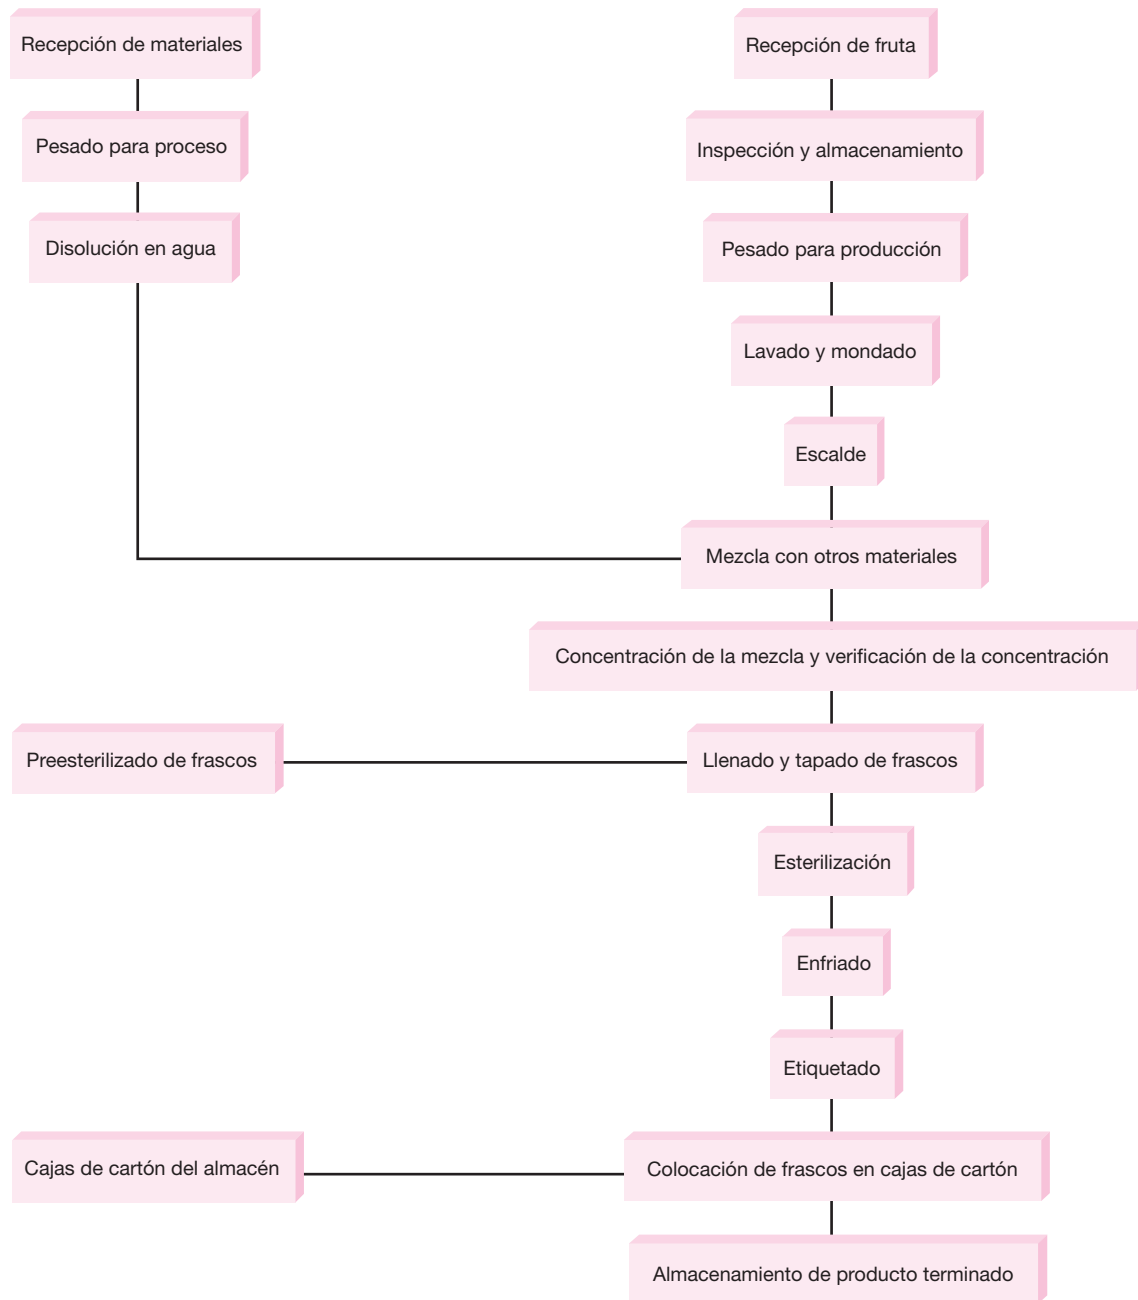 Recepción de materiales
Recepción de fruta
Pesado para proceso
Inspección y almacenamiento
Disolución en agua
Pesado para producción
Lavado y mondado
Escalde
Mezcla con otros materiales
Concentración de la mezcla y verificación de la concentración
Preesterilizado de frascos
Llenado y tapado de frascos
Esterilización
Enfriado
Etiquetado
Cajas de cartón del almacén
Colocación de frascos en cajas de cartón
Almacenamiento de producto terminado